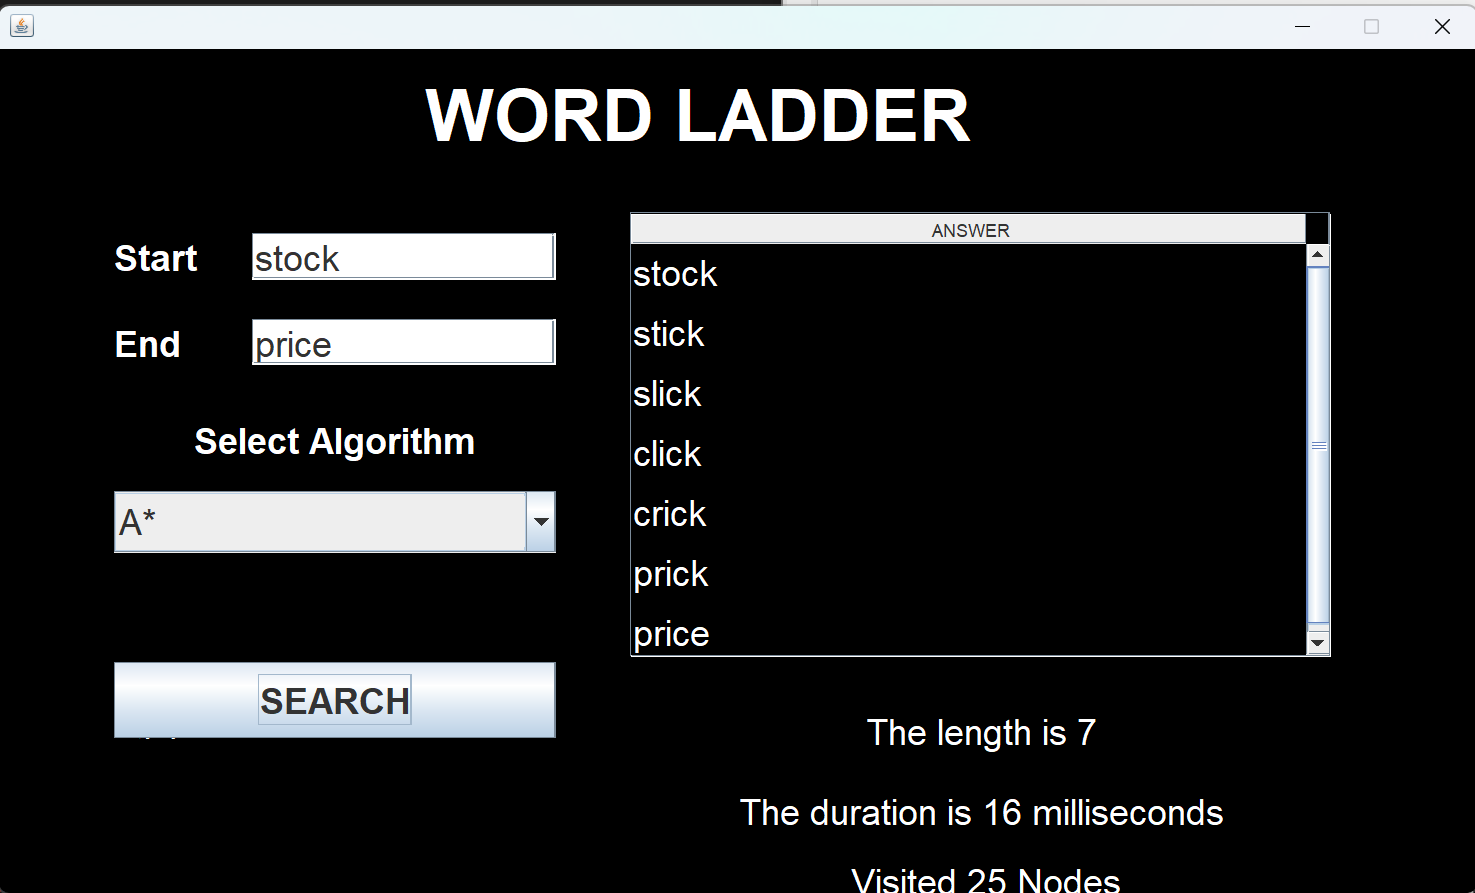 WORD LADDER
Start
stock
End
price
Select Algorithm
A*
SEARCH
ANSWER
stock
stick
slick
click
crick
prick
price
The length is 7
The duration is 16 milliseconds
Visited 25 Nodes